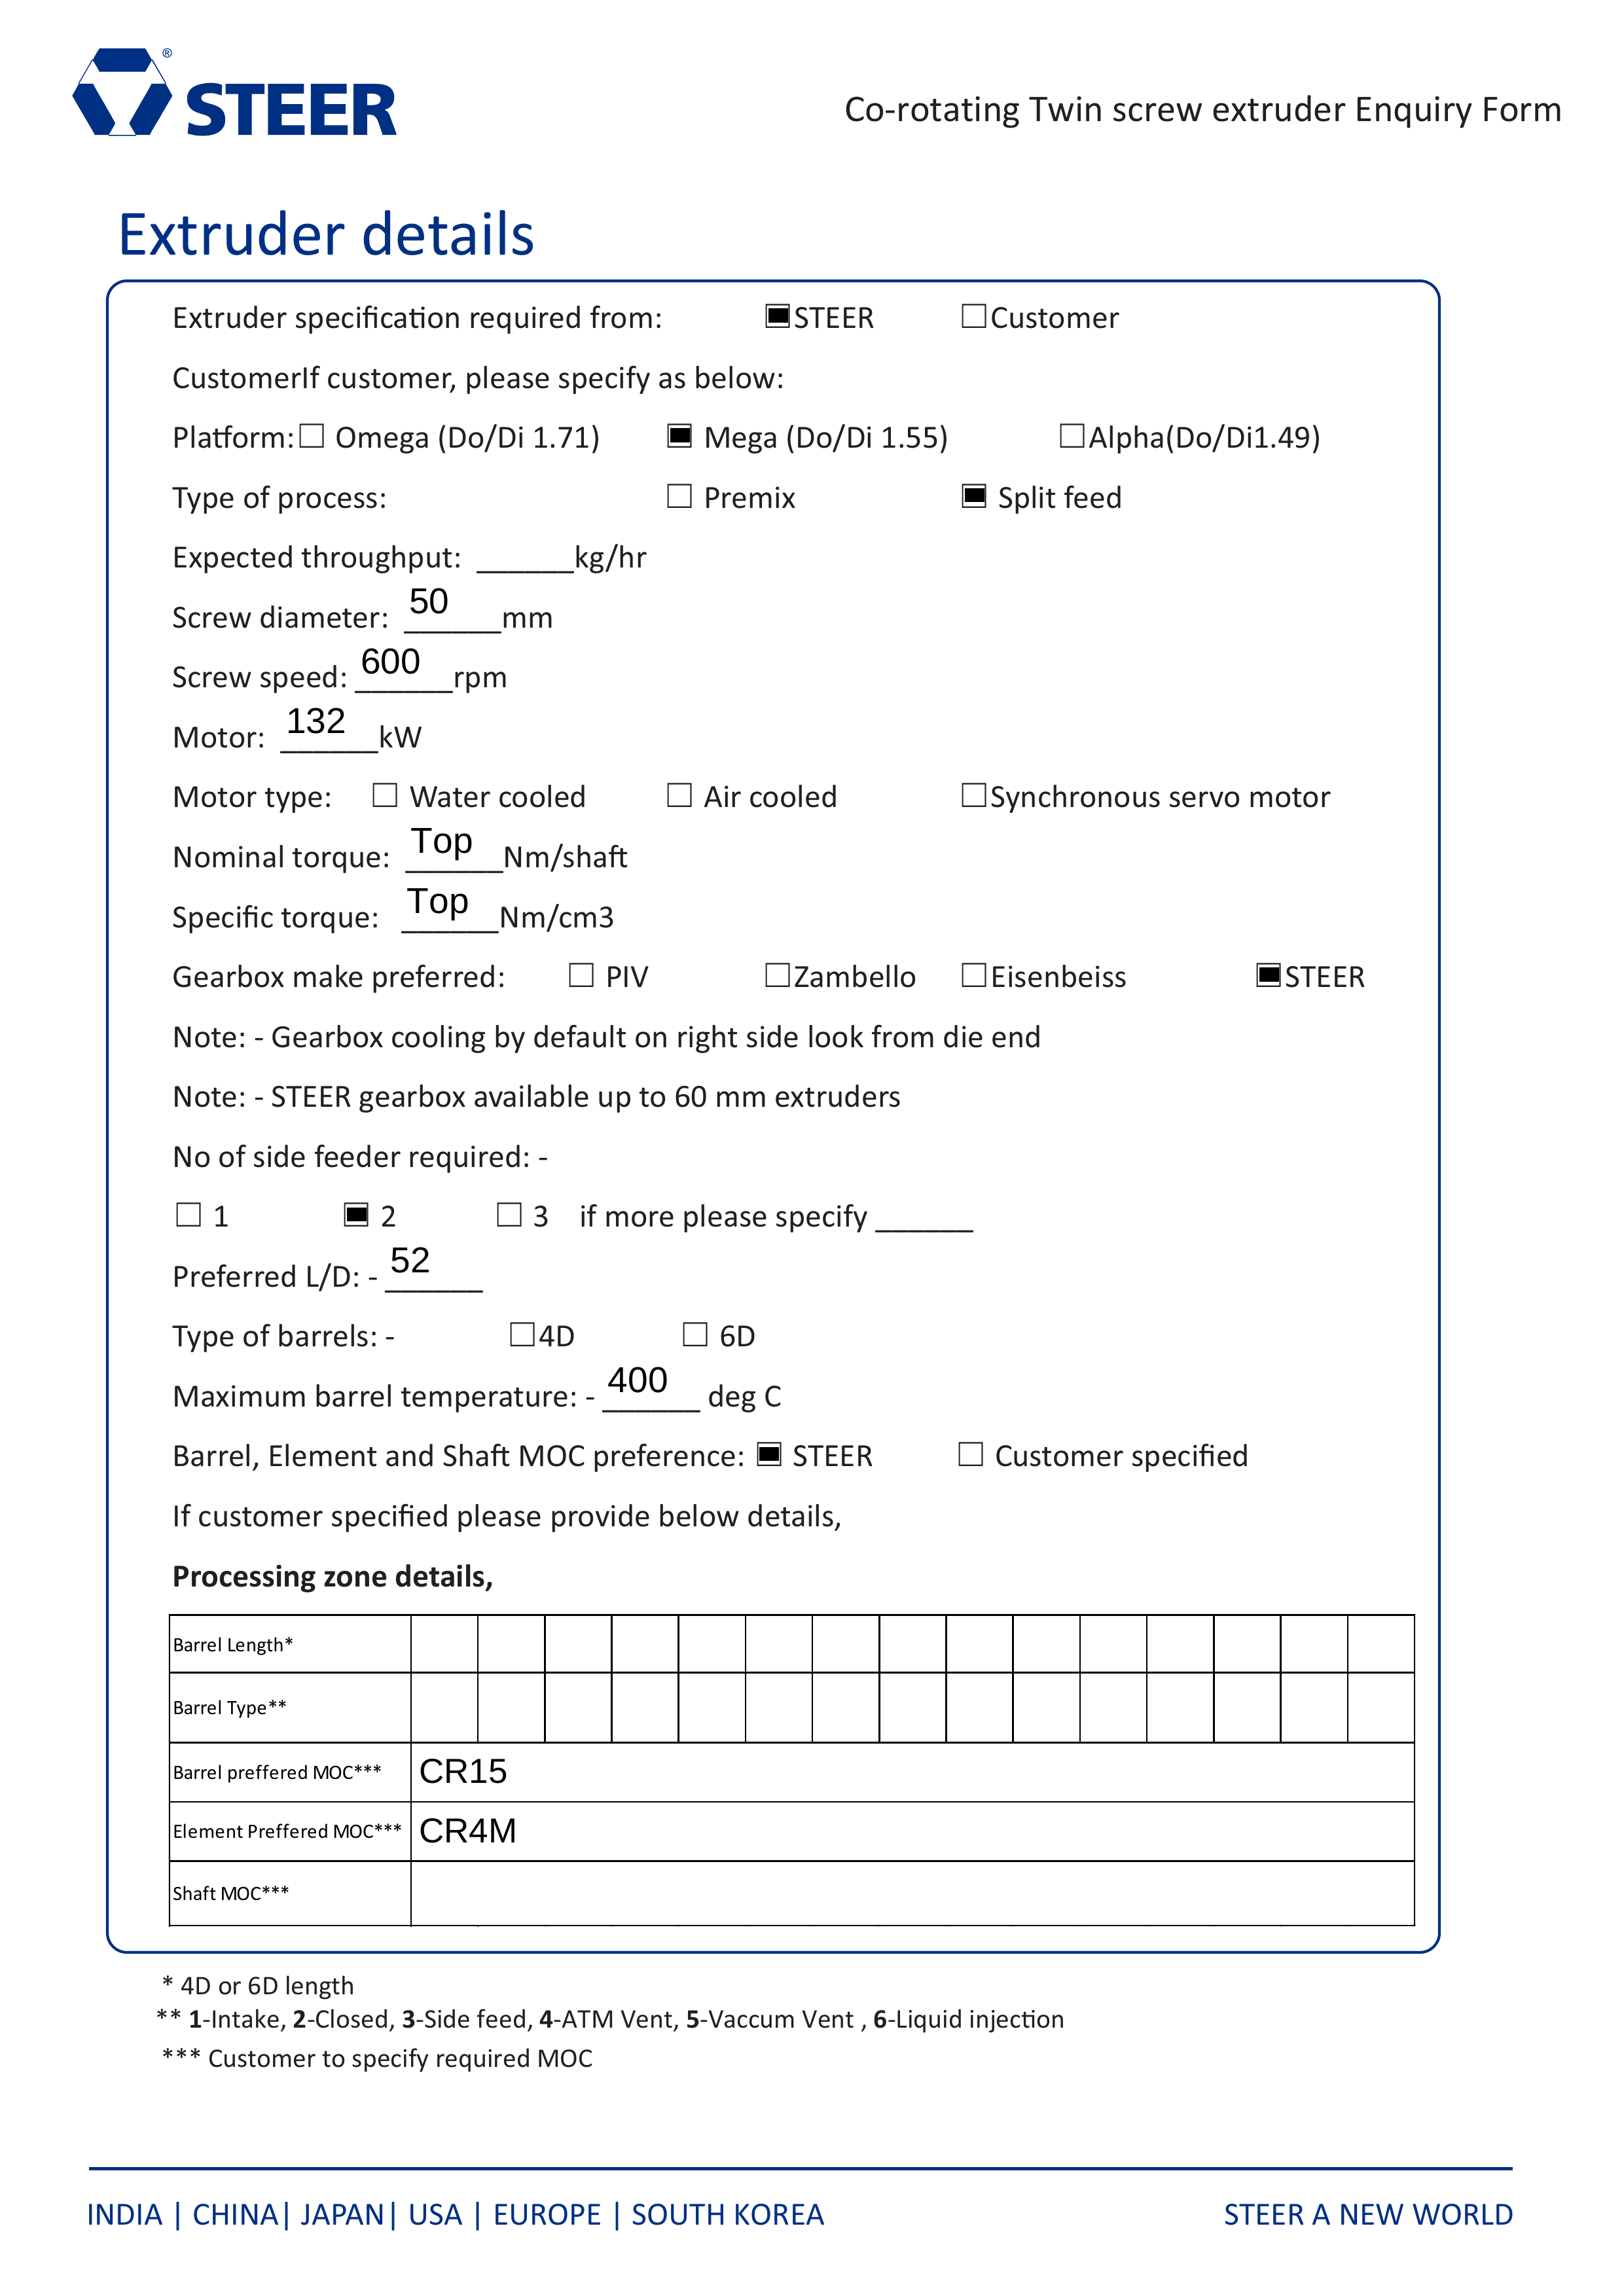 ® STEER
Co-rotating Twin screw extruder Enquiry Form
Extruder details
Extruder specification required from: STEER Customer
CustomerIf customer, please specify as below:
Platform: Omega (Do/Di 1.71) Mega (Do/Di 1.55) Alpha(Do/Di1.49)
Type of process: Premix Split feed
Expected throughput: ______kg/hr
Screw diameter: 50 mm
Screw speed: 600 rpm
Motor: 132 kW
Motor type: Water cooled Air cooled Synchronous servo motor
Nominal torque: Top Nm/shaft
Specific torque: Top Nm/cm3
Gearbox make preferred: PIV Zambello Eisenbeiss STEER
Note: - Gearbox cooling by default on right side look from die end
Note: - STEER gearbox available up to 60 mm extruders
No of side feeder required: -
1 2 3 if more please specify ______
Preferred L/D: - 52
Type of barrels: - 4D 6D
Maximum barrel temperature: - 400 deg C
Barrel, Element and Shaft MOC preference: STEER Customer specified
If customer specified please provide below details,
Processing zone details,
Barrel Length*
Barrel Type**
Barrel preffered MOC*** CR15
Element Preffered MOC*** CR4M
Shaft MOC***
* 4D or 6D length
** 1-Intake, 2-Closed, 3-Side feed, 4-ATM Vent, 5-Vaccum Vent , 6-Liquid injection
*** Customer to specify required MOC
INDIA | CHINA| JAPAN| USA | EUROPE | SOUTH KOREA
STEER A NEW WORLD